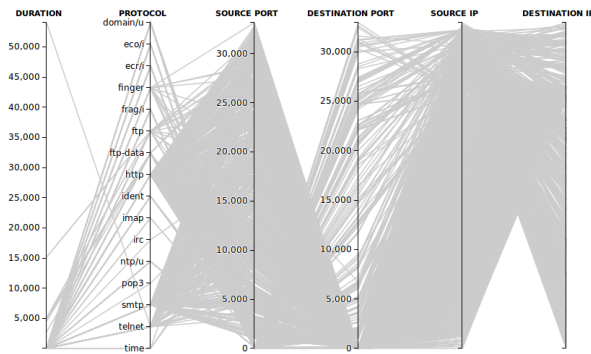 DURATION PROTOCOL SOURCE PORT DESTINATION PORT SOURCE IP DESTINATION IP
50,000
45,000
40,000
35,000
30,000
25,000
20,000
15,000
10,000
5,000
domain/u
eco/i
ecr/i
finger
frag/i
ftp
ftp-data
http
ident
imap
irc
ntp/u
pop3
smtp
telnet
time
30,000
25,000
20,000
15,000
10,000
5,000
0
30,000
25,000
20,000
15,000
10,000
5,000
0